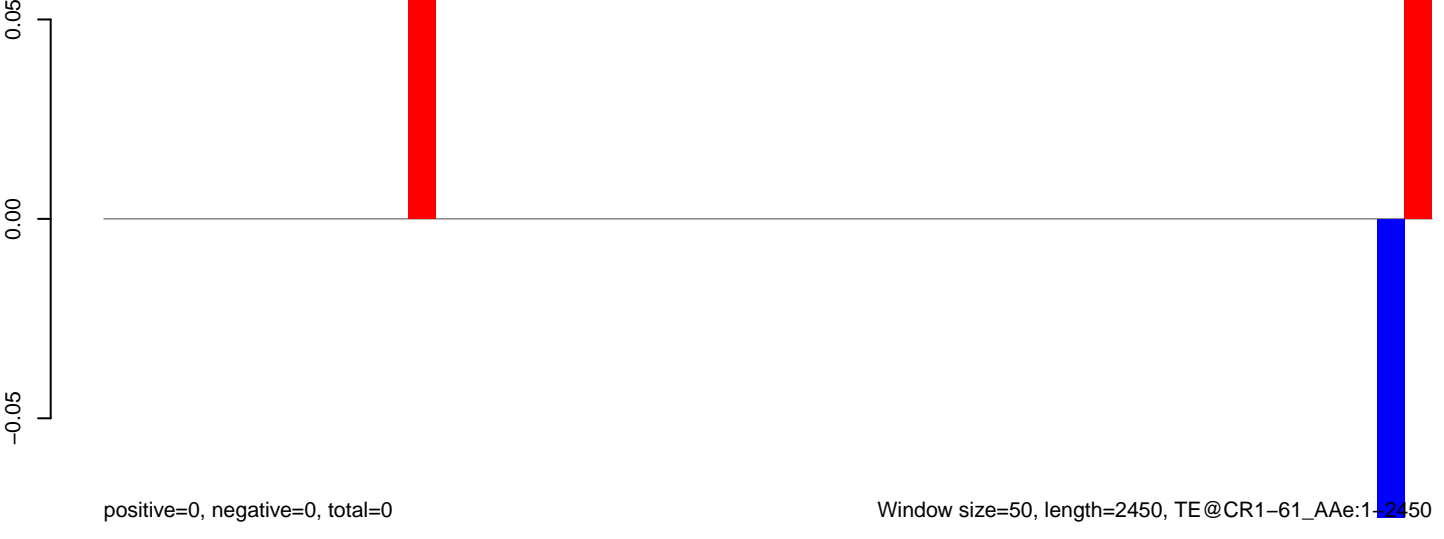 0.05
0.00
−0.05
positive=0, negative=0, total=0
Window size=50, length=2450, TE@CR1−61_AAe:1−2450